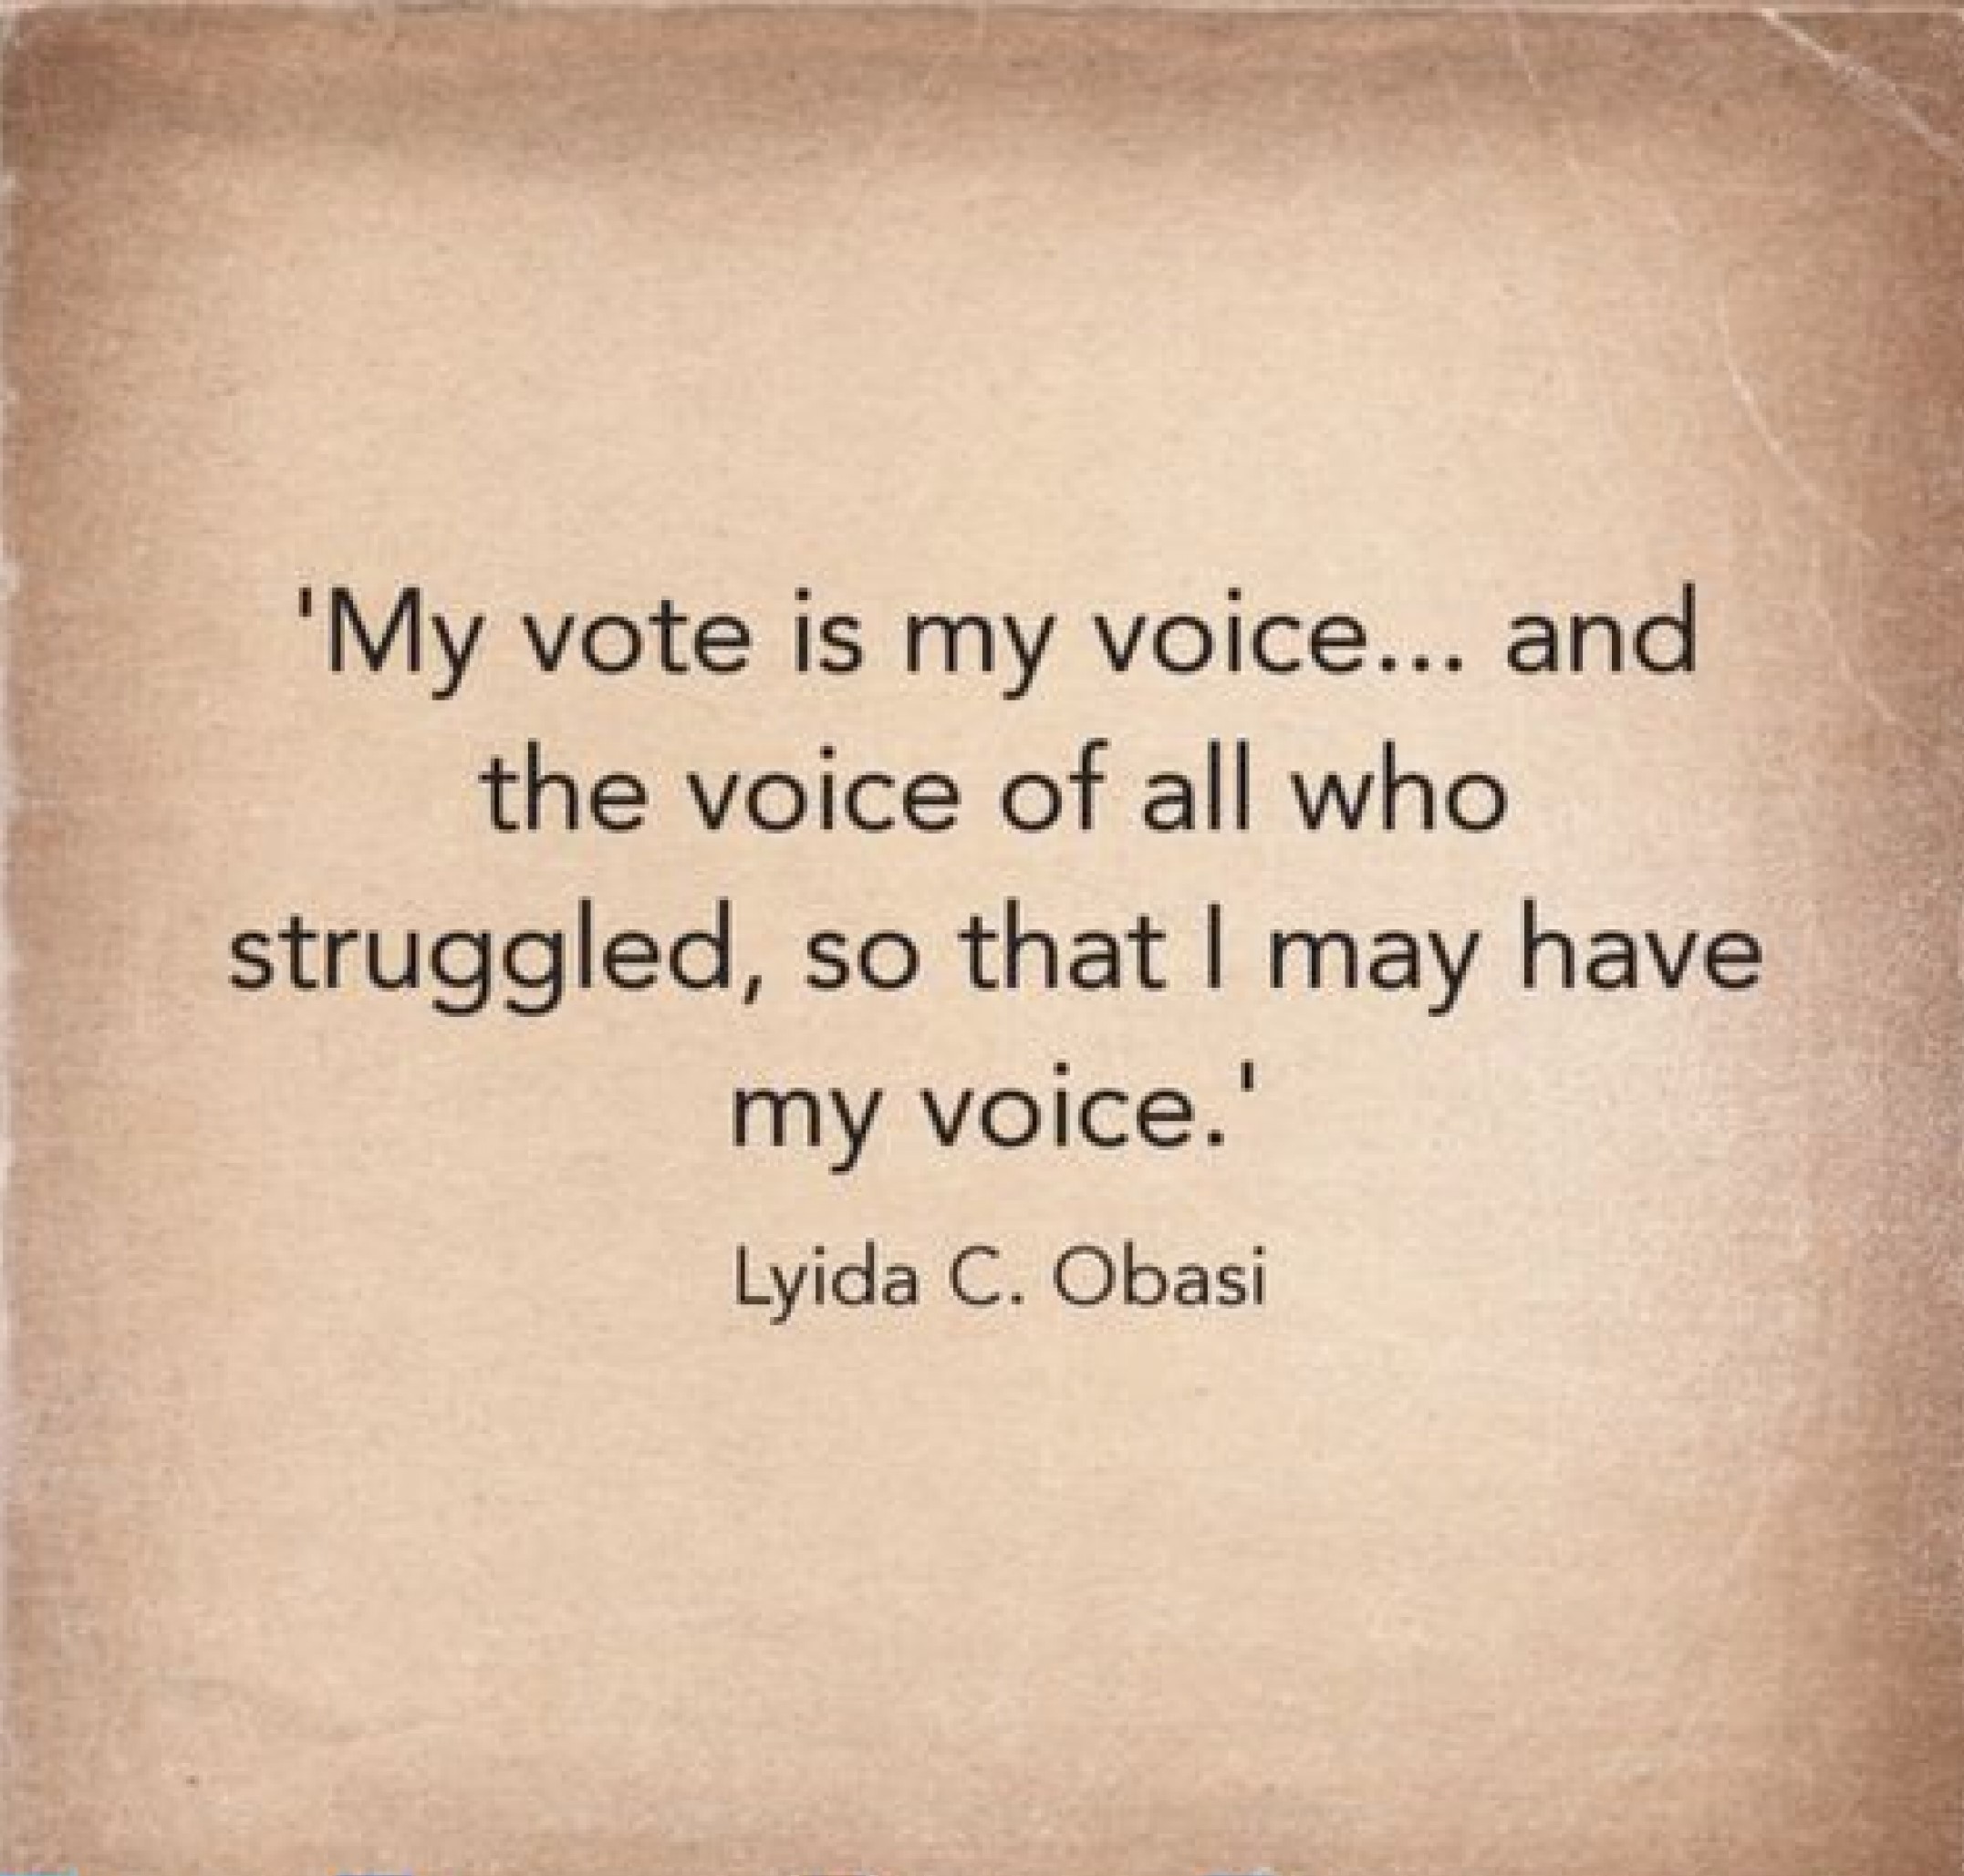 'My vote is my voice... and
the voice of all who
struggled, so that I may have
my voice.'
Lyida C. Obasi